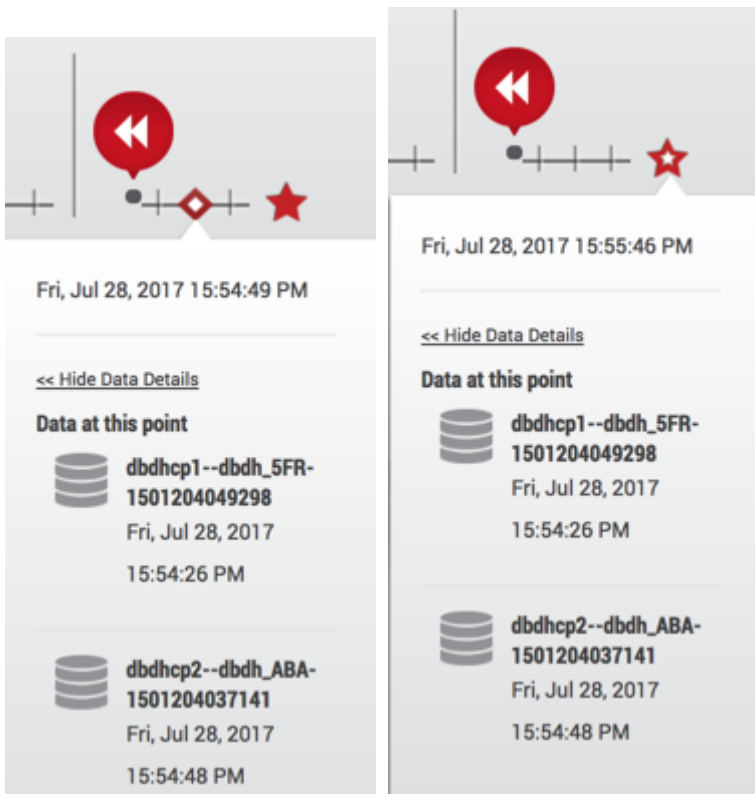 Fri, Jul 28, 2017 15:54:49 PM
<< Hide Data Details
Data at this point
dbdhcp1--dbdh_5FR-
1501204049298
Fri, Jul 28, 2017
15:54:26 PM
dbdhcp2--dbdh_ABA-
1501204037141
Fri, Jul 28, 2017
15:54:48 PM
Fri, Jul 28, 2017 15:55:46 PM
<< Hide Data Details
Data at this point
dbdhcp1--dbdh_5FR-
1501204049298
Fri, Jul 28, 2017
15:54:26 PM
dbdhcp2--dbdh_ABA-
1501204037141
Fri, Jul 28, 2017
15:54:48 PM